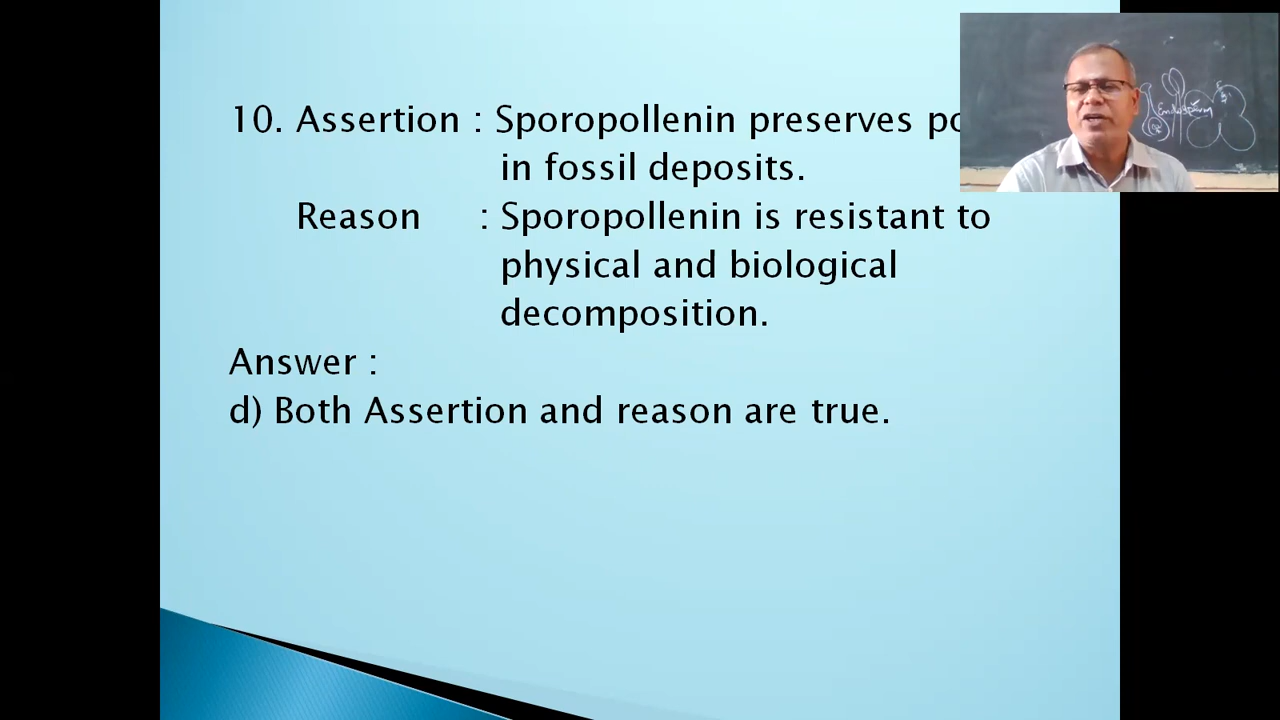 10. Assertion : Sporopollenin preserves
in fossil deposits.
Reason : Sporopollenin is resistant to
physical and biological
decomposition.
Answer :
d) Both Assertion and reason are true.